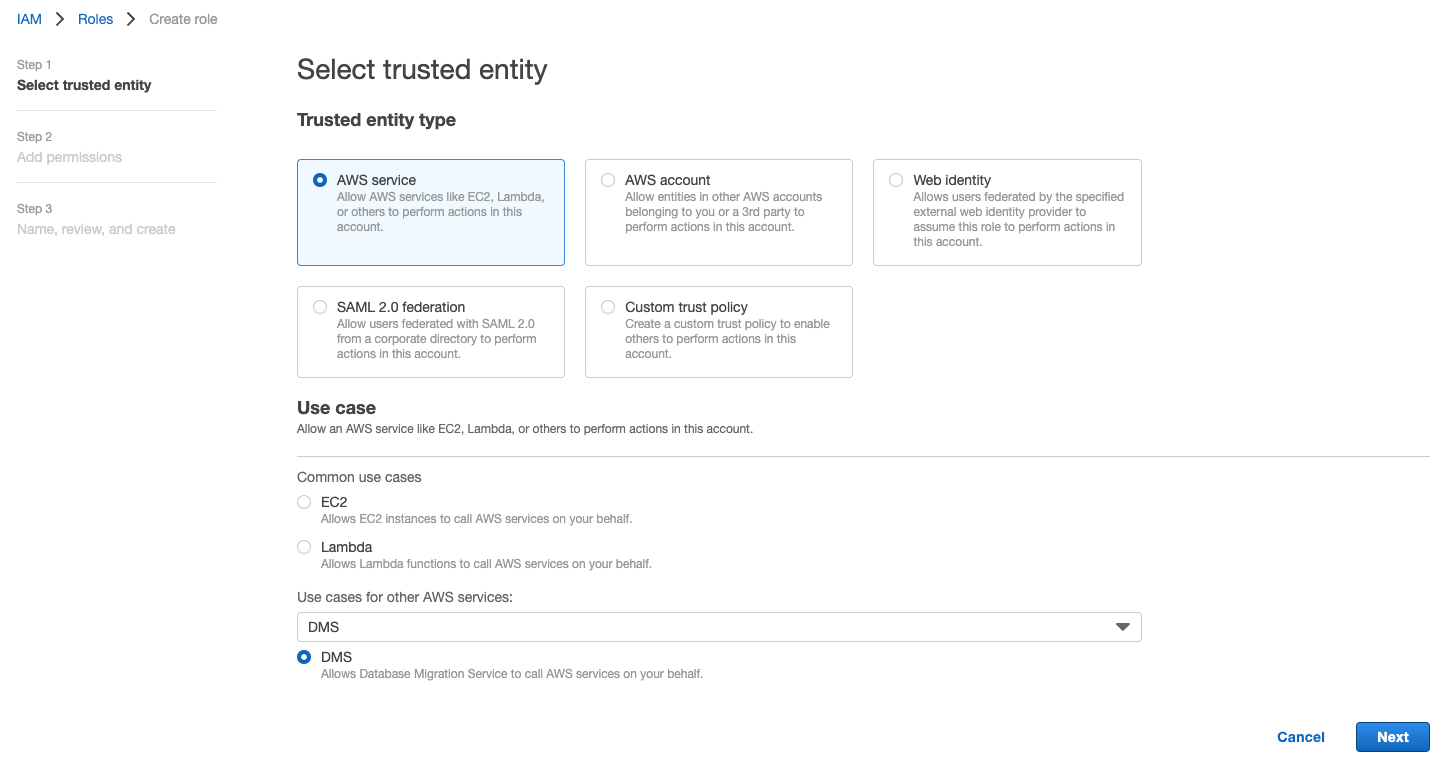 IAM > Roles > Create role
Step 1
Select trusted entity
Step 2
Add permissions
Step 3
Name, review, and create
Select trusted entity
Trusted entity type
AWS service
Allow AWS services like EC2, Lambda,
or others to perform actions in this
account.
AWS account
Allow entities in other AWS accounts
belonging to you or a 3rd party to
perform actions in this account.
Web identity
Allows users federated by the specified
external web identity provider to
assume this role to perform actions in
this account.
SAML 2.0 federation
Allow users federated with SAML 2.0
from a corporate directory to perform
actions in this account.
Custom trust policy
Create a custom trust policy to enable
others to perform actions in this
account.
Use case
Allow an AWS service like EC2, Lambda, or others to perform actions in this account.
Common use cases
EC2
Allows EC2 instances to call AWS services on your behalf.
Lambda
Allows Lambda functions to call AWS services on your behalf.
Use cases for other AWS services:
DMS
DMS
Allows Database Migration Service to call AWS services on your behalf.
Cancel
Next